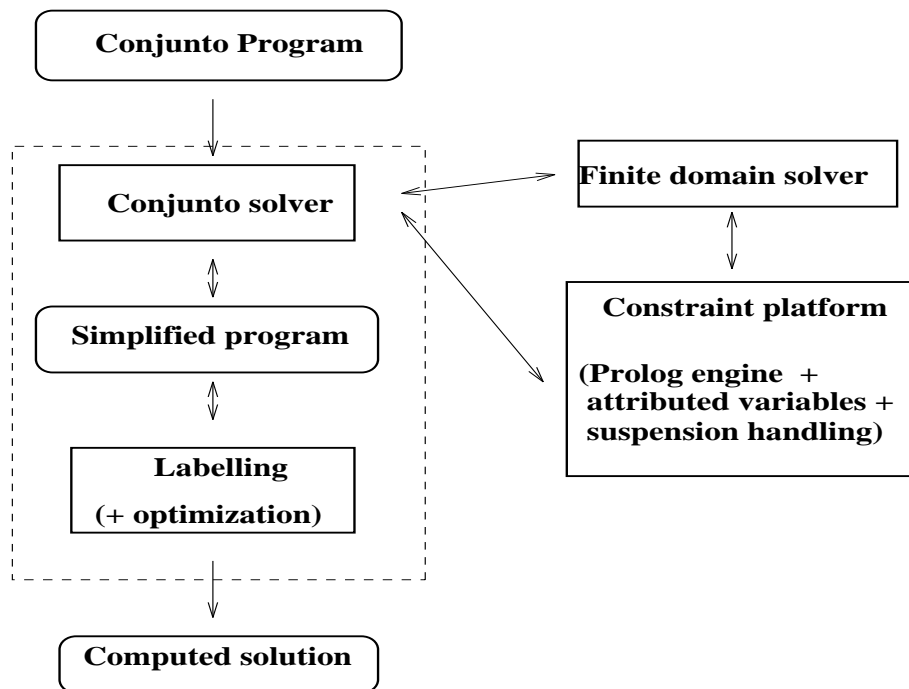 Conjunto Program
Conjunto solver
Finite domain solver
Simplified program
Constraint platform
(Prolog engine +
attributed variables +
suspension handling)
Labelling
(+ optimization)
Computed solution